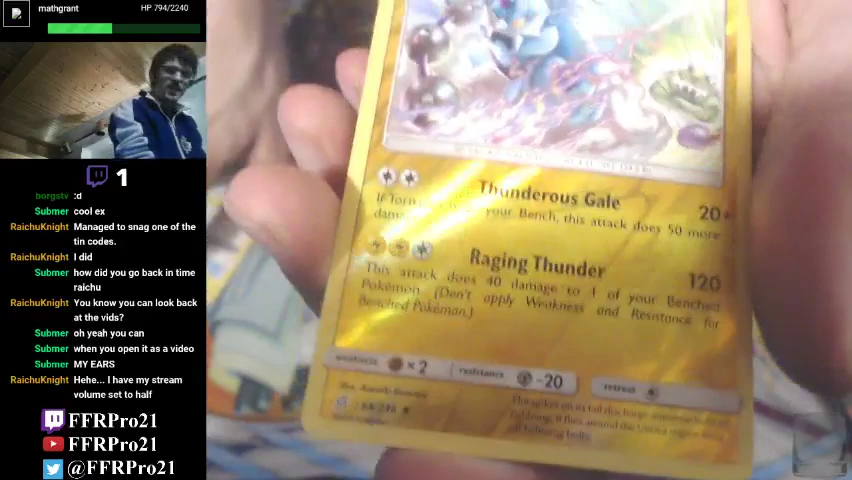 mathgrant
HP 794/2240
1
borgstv :d
Submer cool ex
RaichuKnight Managed to snag one of the
tin codes.
RaichuKnight I did
Submer how did you go back in time
raichu
RaichuKnight You know you can look back
at the vids?
Submer oh yeah you can
Submer when you open it as a video
Submer MY EARS
RaichuKnight Hehe... I have my stream
volume set to half
FFRPro21
FFRPro21
@FFRPro21
Thunderous Gale 20+
If your Bench, this attack does 50 more
Raging Thunder 120
This attack does 40 damage to 1 of your Benched
Pokémon. (Don't apply Weakness and Resistance for
Benched Pokémon.)
weakness ×2 resistance -20 retreat